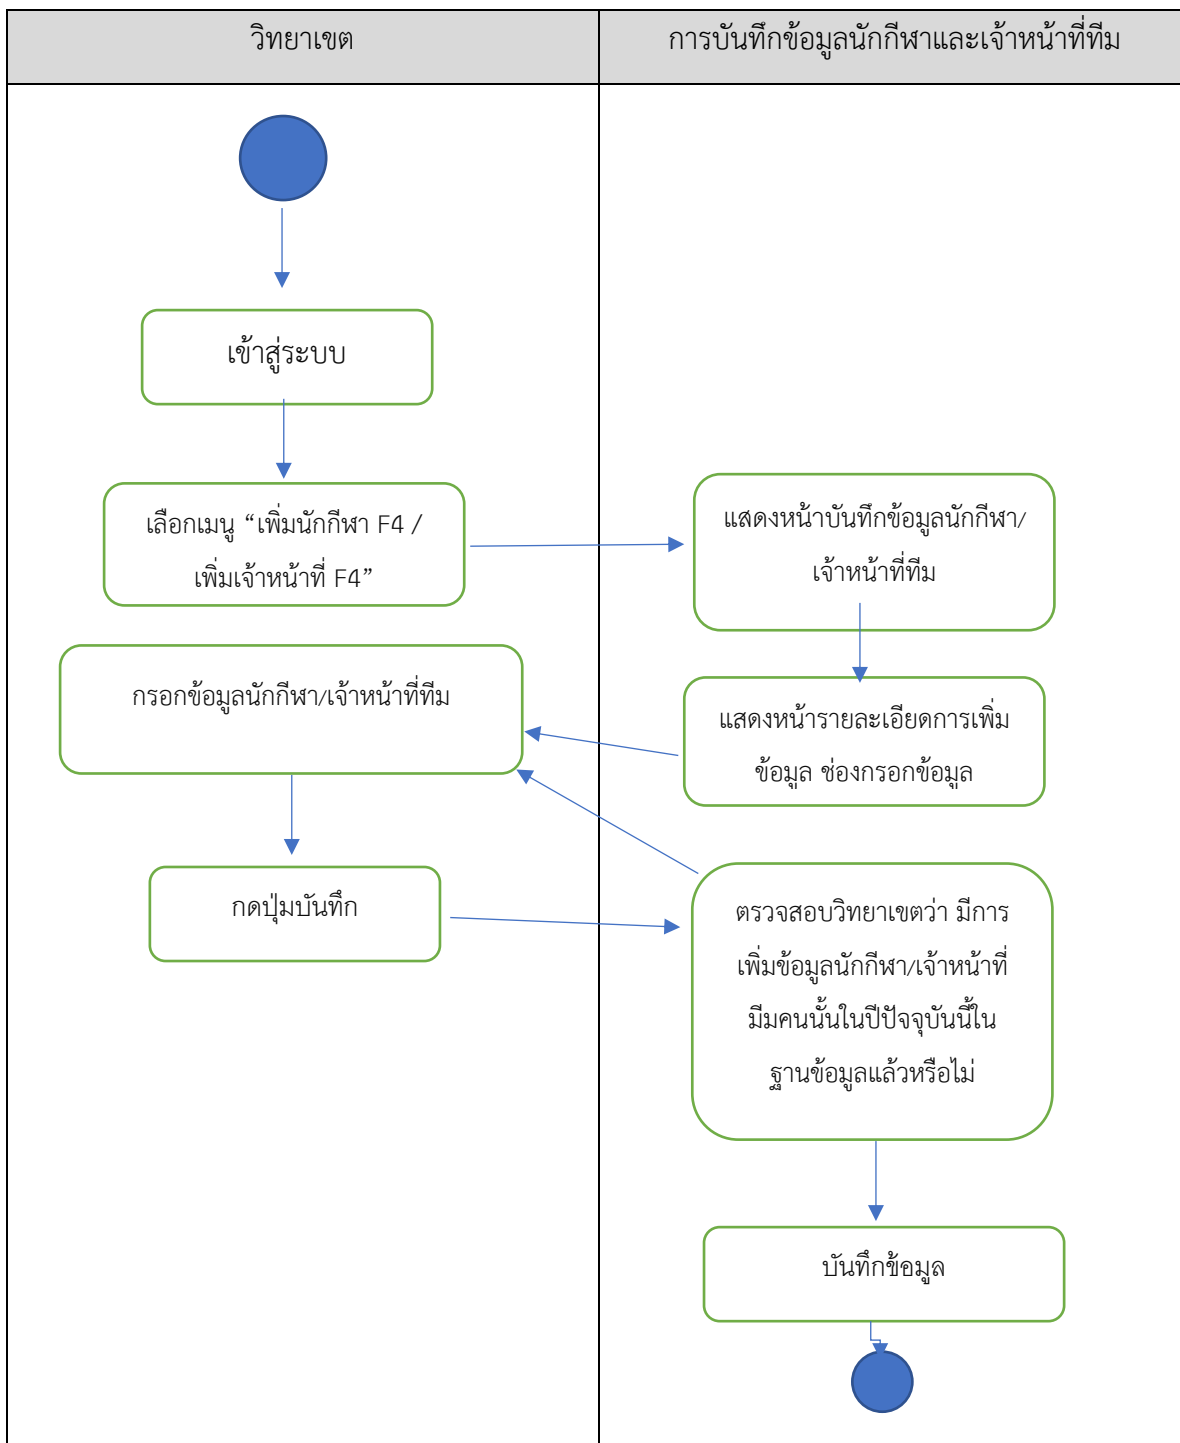 วิทยาเขต
การบันทึกข้อมูลนักกีฬาและเจ้าหน้าที่ทีม
เข้าสู่ระบบ
เลือกเมนู “เพิ่มนักกีฬา F4 /
เพิ่มเจ้าหน้าที่ F4”
แสดงหน้าบันทึกข้อมูลนักกีฬา/
เจ้าหน้าที่ทีม
แสดงหน้ารายละเอียดการเพิ่ม
ข้อมูล ช่องกรอกข้อมูล
กรอกข้อมูลนักกีฬา/เจ้าหน้าที่ทีม
กดปุ่มบันทึก
ตรวจสอบวิทยาเขตว่า มีการ
เพิ่มข้อมูลนักกีฬา/เจ้าหน้าที่
มีมคนนั้นในปีปัจจุบันนี้ใน
ฐานข้อมูลแล้วหรือไม่
บันทึกข้อมูล